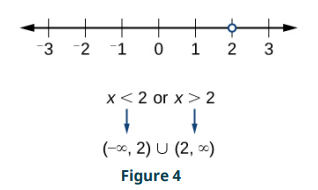 -3 -2 -1 0 1 2 3
x < 2 or x > 2
(-∞, 2) ∪ (2, ∞)
Figure 4